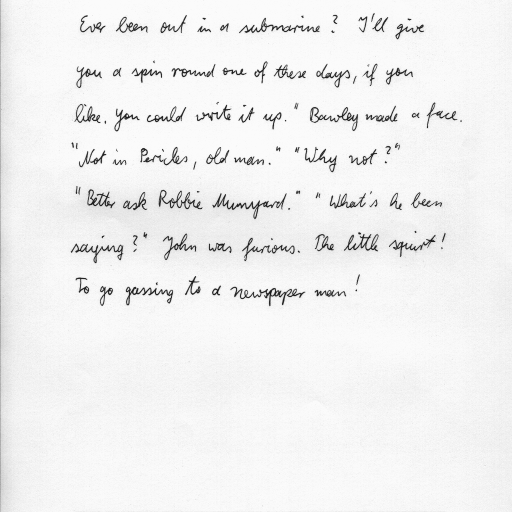 Ever been out in a submarine? I'll give
you a spin round one of these days, if you
like. You could write it up." Bawley made a face.
"Not in Pericles, old man." "Why not?"
"Better ask Robbie Mumyard." "What's he been
saying?" John was furious. The little squirt!
To go gassing to a newspaper man!